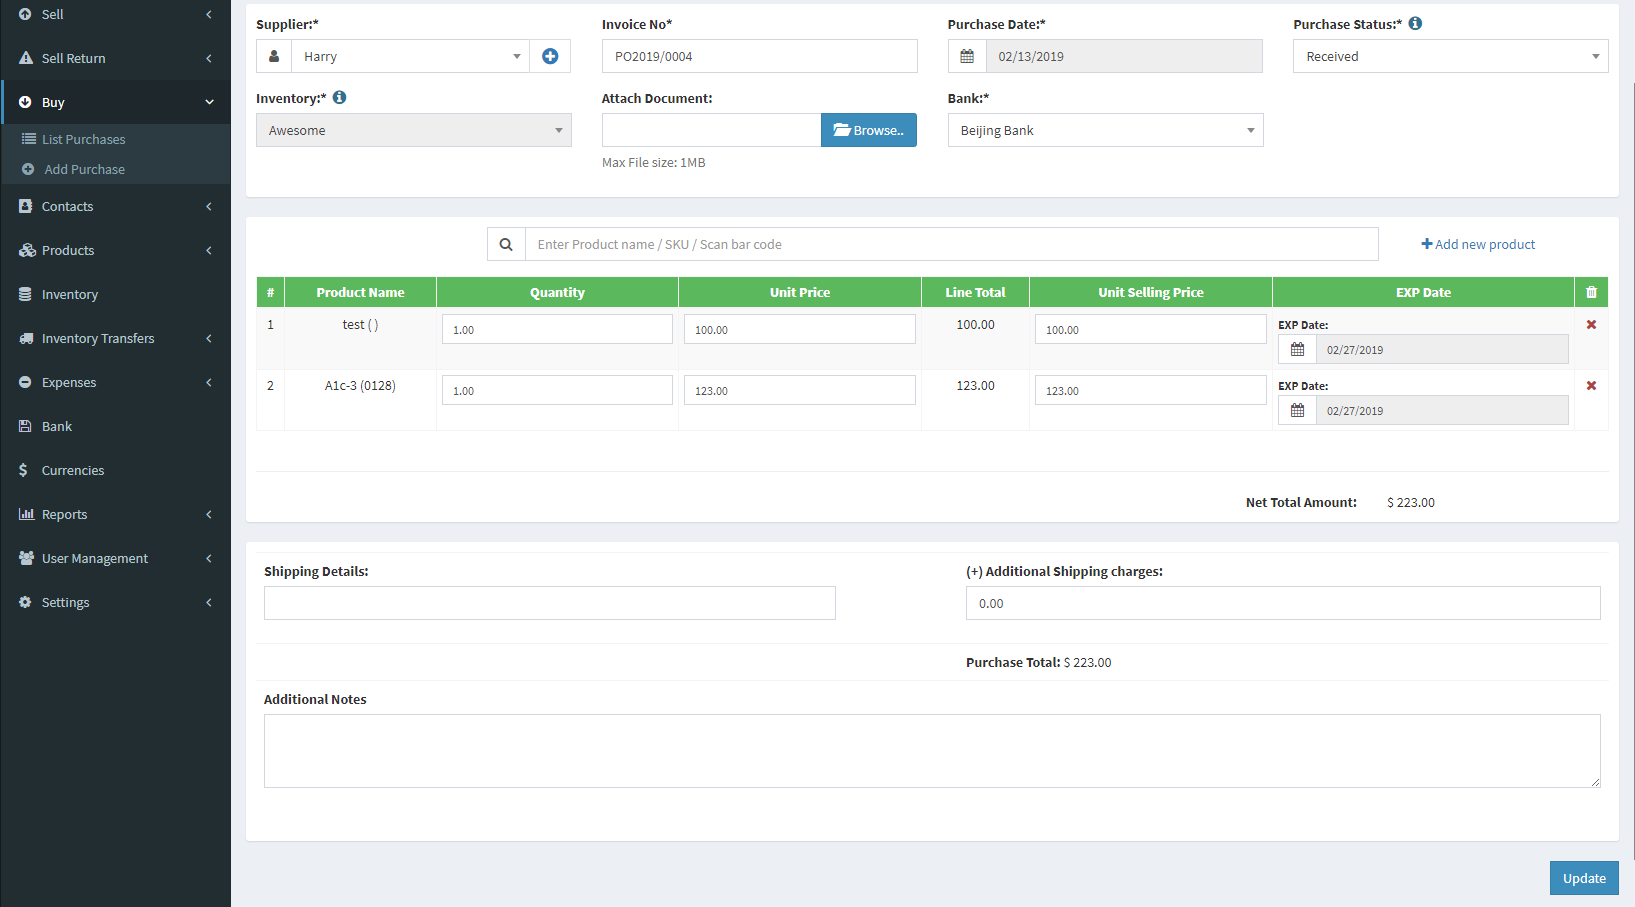 Sell
Sell Return
Buy
List Purchases
Add Purchase
Contacts
Products
Inventory
Inventory Transfers
Expenses
Bank
Currencies
Reports
User Management
Settings
Supplier:* Invoice No* Purchase Date:* Purchase Status:*
Harry PO2019/0004 02/13/2019 Received
Inventory:* Attach Document: Bank:*
Awesome Browse.. Beijing Bank
Max File size: 1MB
Enter Product name / SKU / Scan bar code Add new product
# Product Name Quantity Unit Price Line Total Unit Selling Price EXP Date
1 test ( ) 1.00 100.00 100.00 100.00 EXP Date:
02/27/2019
2 A1c-3 (0128) 1.00 123.00 123.00 123.00 EXP Date:
02/27/2019
Net Total Amount: $ 223.00
Shipping Details: (+) Additional Shipping charges:
0.00
Purchase Total: $ 223.00
Additional Notes
Update